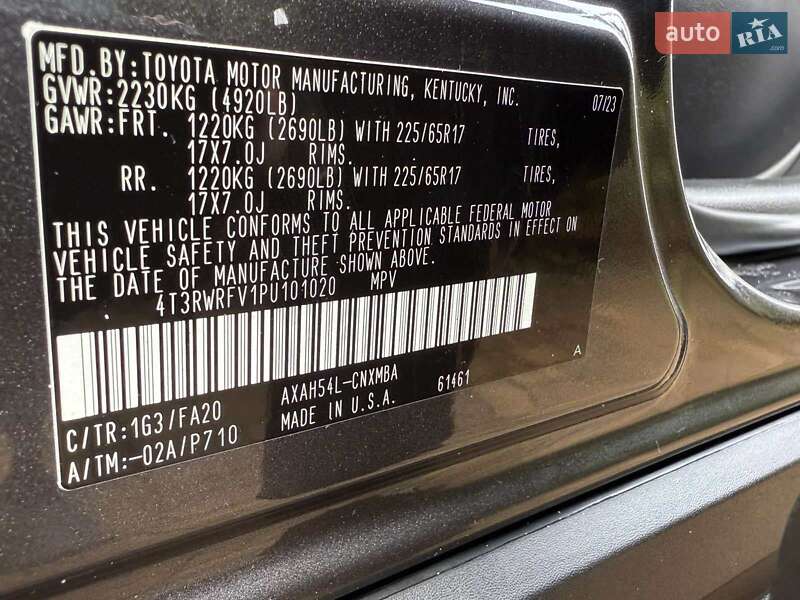 auto RIA
MFD.BY:TOYOTA MOTOR MANUFACTURING, KENTUCKY, INC.
GVWR:2230KG (4920LB) 07/23
GAWR:FRT. 1220KG (2690LB) WITH 225/65R17 TIRES,
17X7.0J RIMS.
RR. 1220KG (2690LB) WITH 225/65R17 TIRES,
17X7.0J RIMS.
THIS VEHICLE CONFORMS TO ALL APPLICABLE FEDERAL MOTOR
VEHICLE SAFETY AND THEFT PREVENTION STANDARDS IN EFFECT ON
THE DATE OF MANUFACTURE SHOWN ABOVE.
4T3RWRFV1PU101020 MPV
A
AXAH54L-CNXMBA 61461
C/TR:1G3/FA20 MADE IN U.S.A.
A/TM:-02A/P710